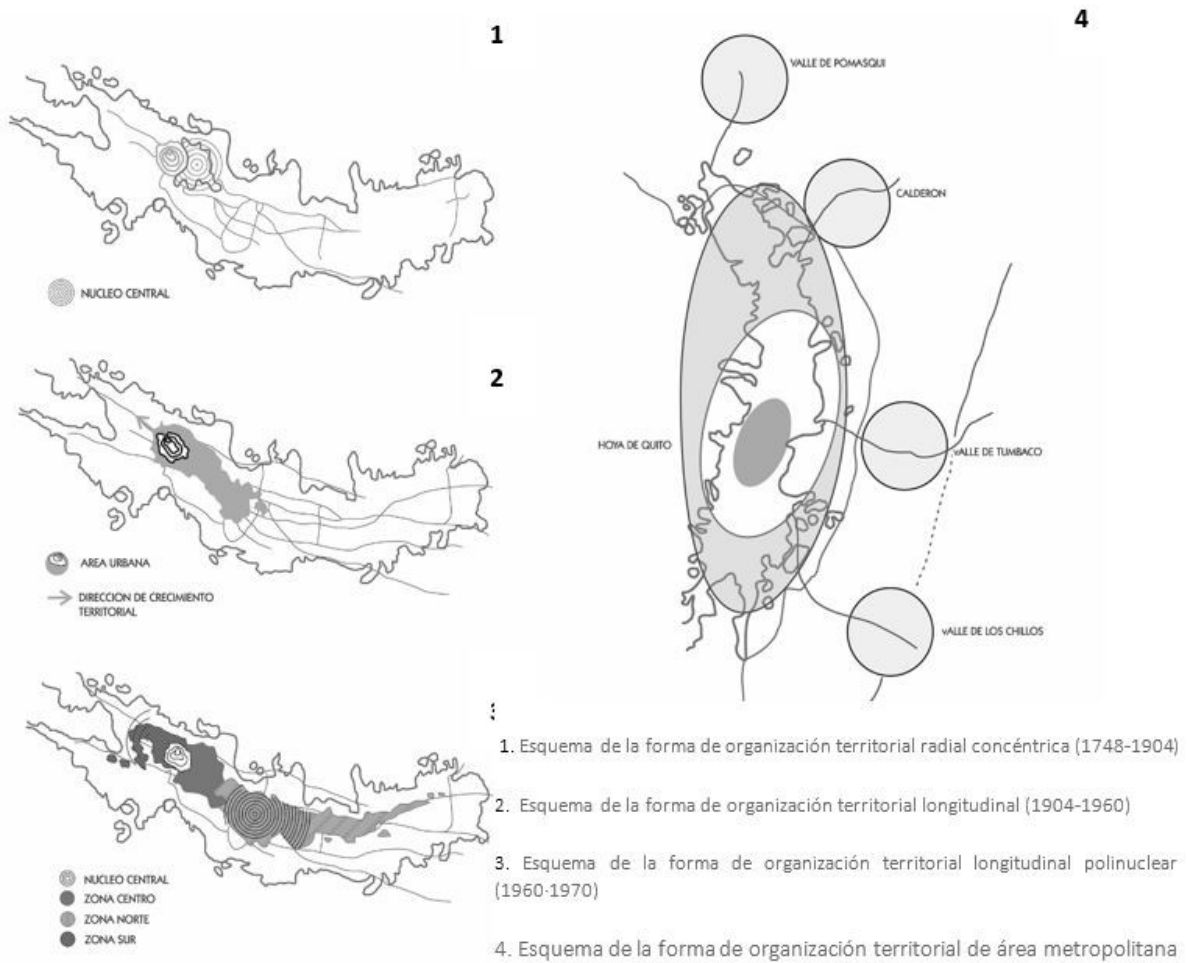 1
NUCLEO CENTRAL
2
AREA URBANA
DIRECCION DE CRECIMIENTO
TERRITORIAL
NUCLEO CENTRAL
ZONA CENTRO
ZONA NORTE
ZONA SUR
4
VALLE DE POMASQUI
CALDERON
HOYA DE QUITO
vALLE DE TUMBACO
vALLE DE LOS CHILLOS
1. Esquema de la forma de organización territorial radial concéntrica (1748-1904)
2. Esquema de la forma de organización territorial longitudinal (1904-1960)
3. Esquema de la forma de organización territorial longitudinal polinuclear
(1960-1970)
4. Esquema de la forma de organización territorial de área metropolitana